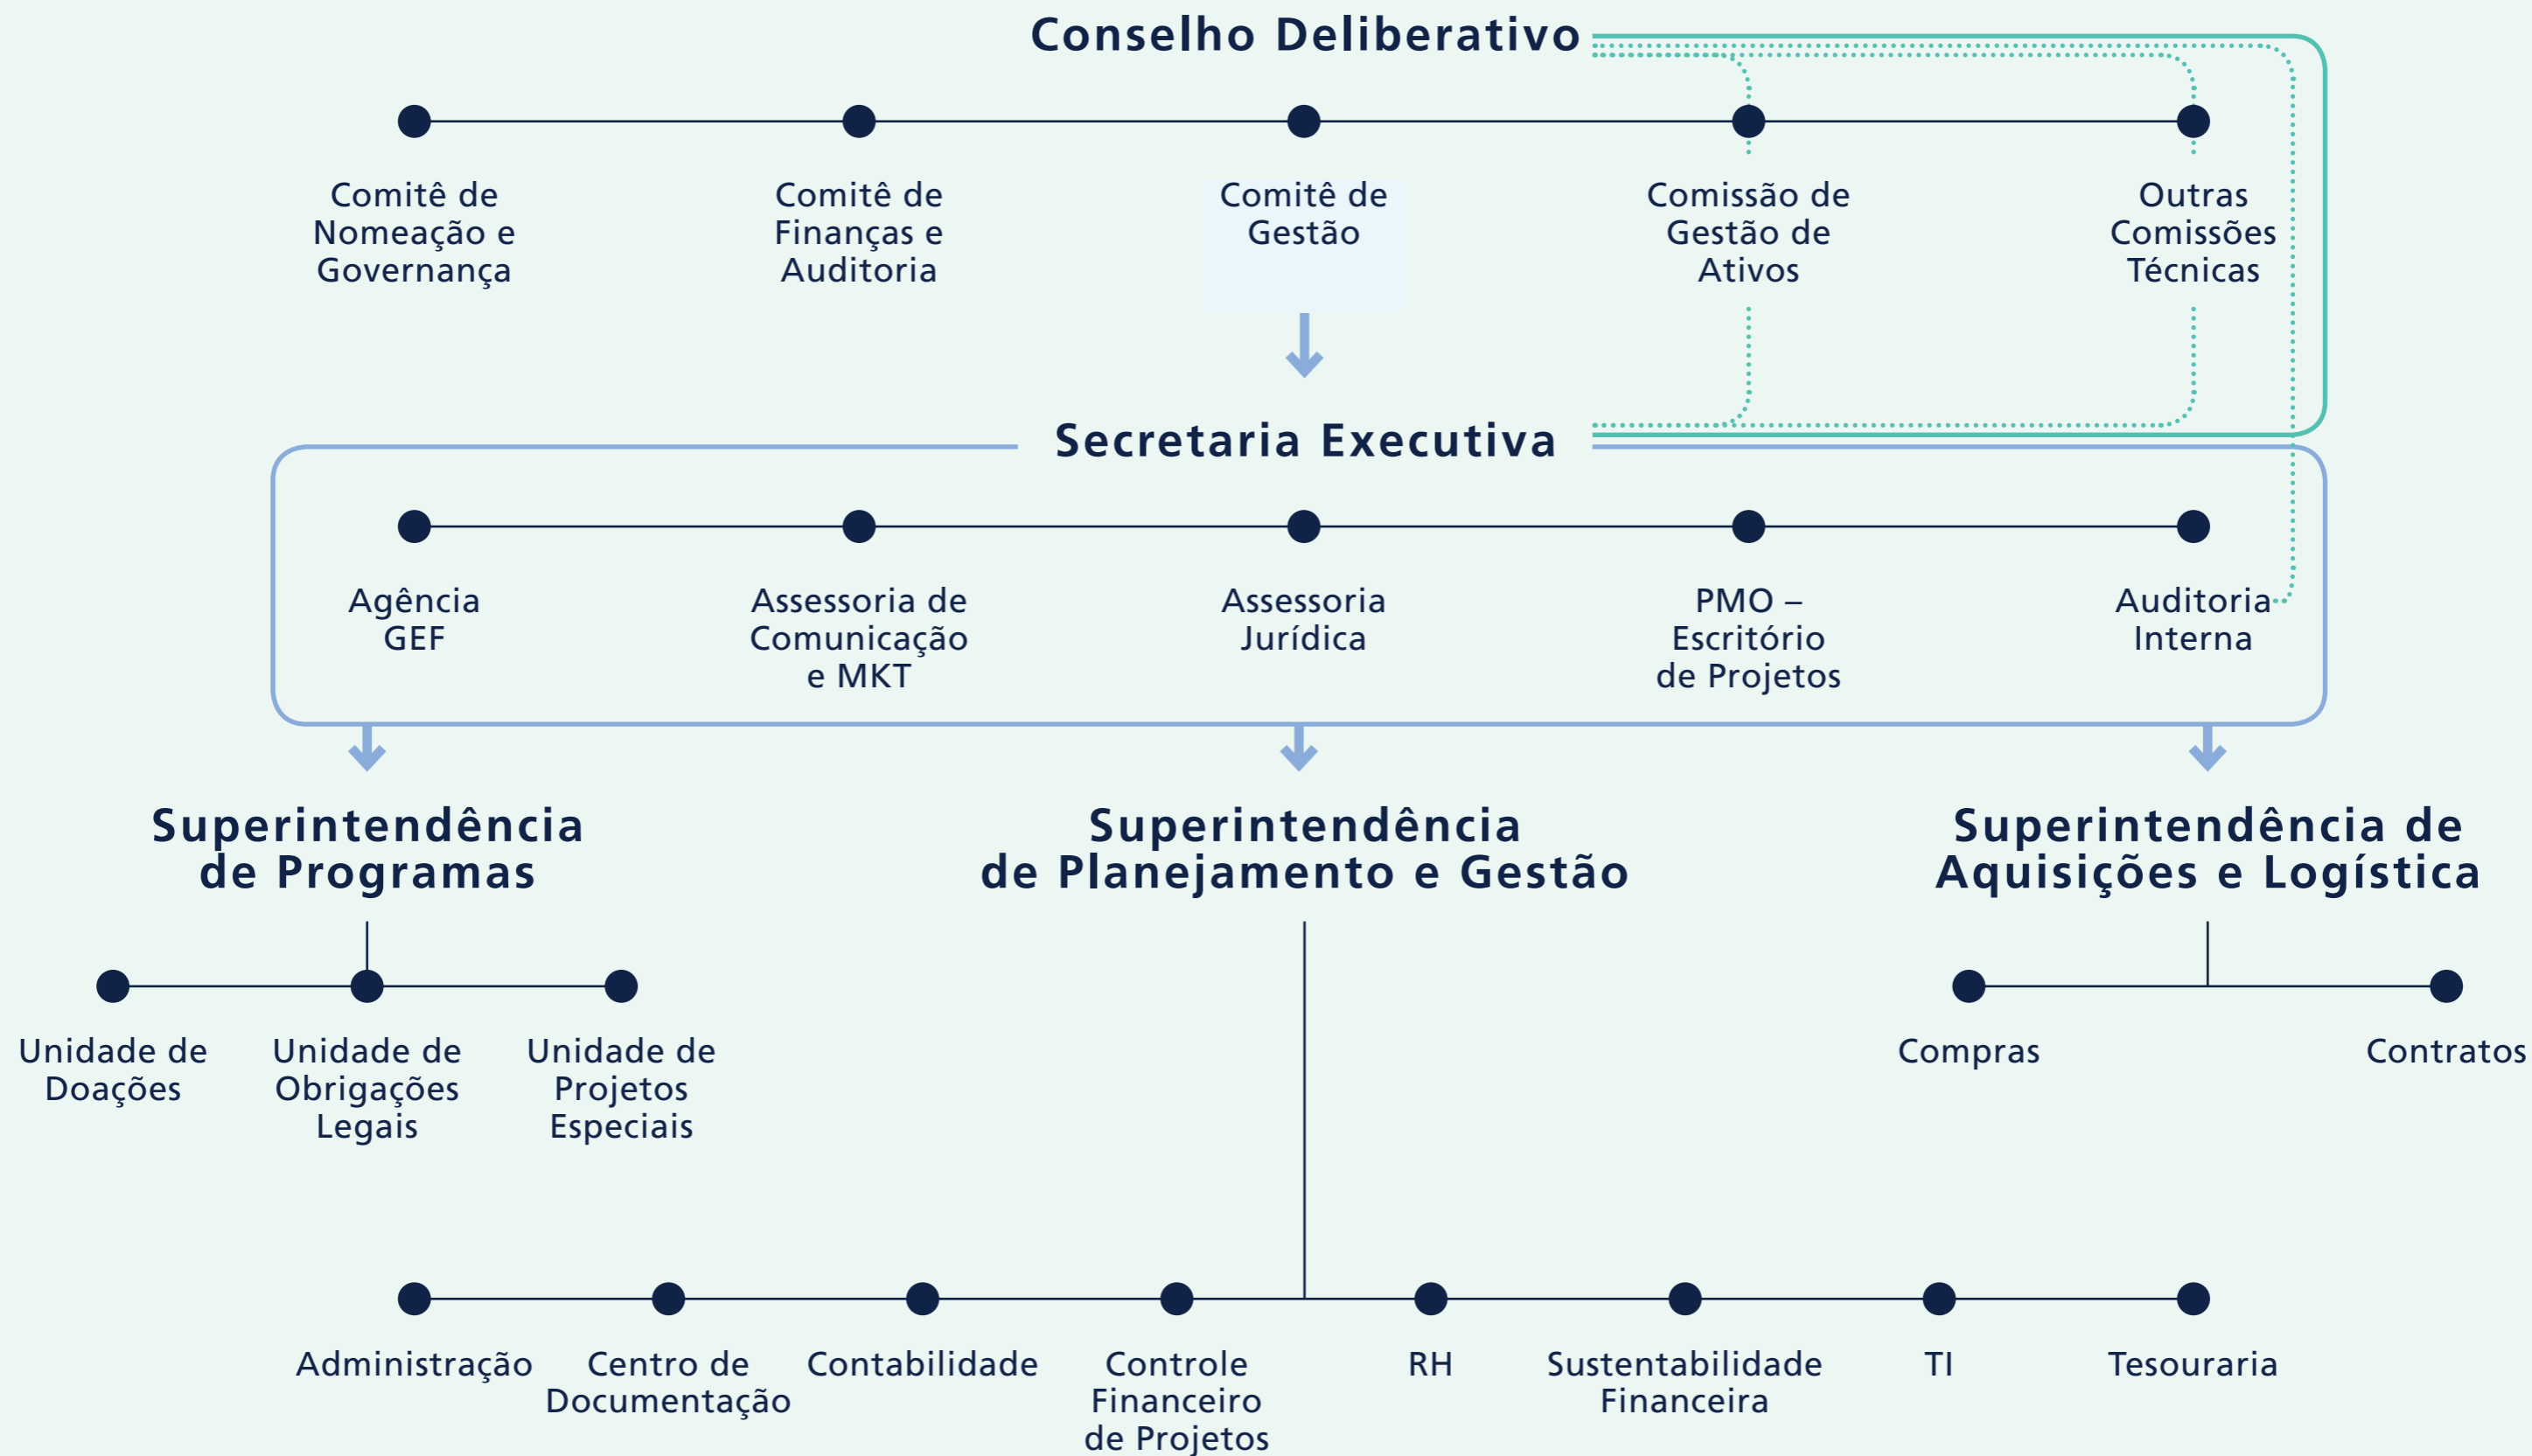 Conselho Deliberativo
Comitê de
Nomeação e
Governança
Comitê de
Finanças e
Auditoria
Comitê de
Gestão
Comissão de
Gestão de
Ativos
Outras
Comissões
Técnicas
Secretaria Executiva
Agência
GEF
Assessoria de
Comunicação
e MKT
Assessoria
Jurídica
PMO –
Escritório
de Projetos
Auditoria
Interna
Superintendência
de Programas
Superintendência
de Planejamento e Gestão
Superintendência de
Aquisições e Logística
Unidade de
Doações
Unidade de
Obrigações
Legais
Unidade de
Projetos
Especiais
Compras
Contratos
Administração
Centro de
Documentação
Contabilidade
Controle
Financeiro
de Projetos
RH
Sustentabilidade
Financeira
TI
Tesouraria